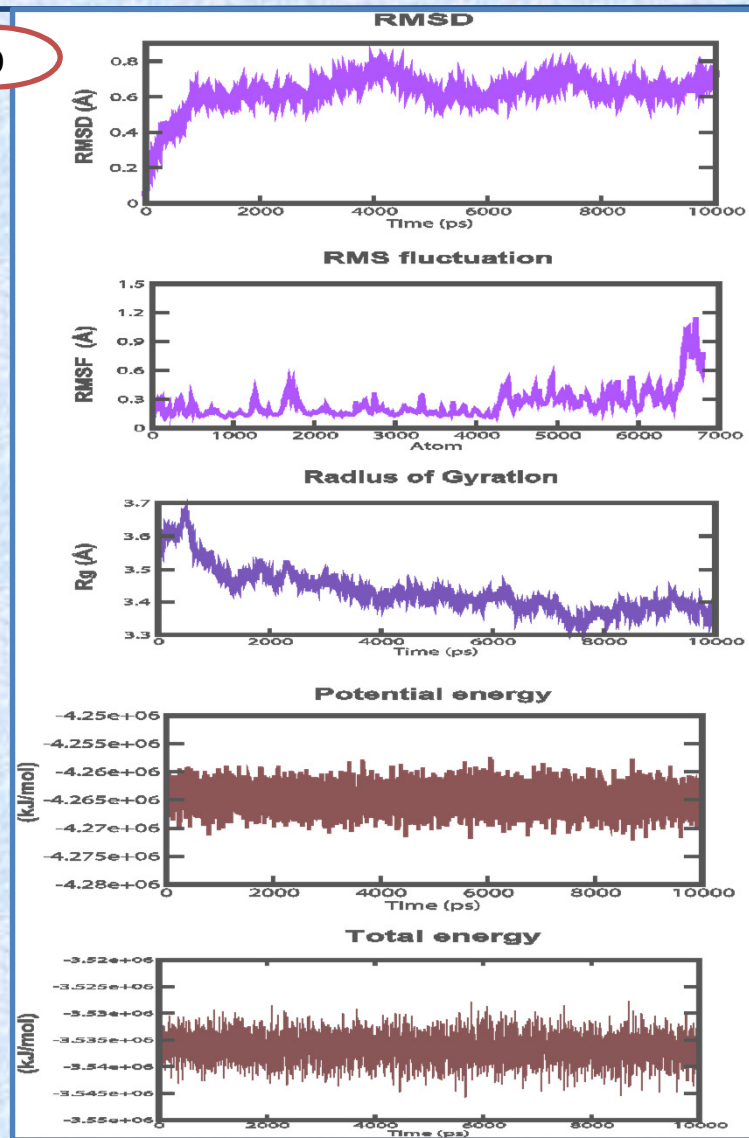 RMSD
0.8
0.6
0.4
0.2
0
RMSD (Å)
0 2000 4000 6000 8000 10000
Time (ps)
RMS fluctuation
1.5
1.2
0.9
0.6
0.3
0
RMSF (Å)
0 1000 2000 3000 4000 5000 6000 7000
Atom
Radius of Gyration
3.7
3.6
3.5
3.4
3.3
Rg (Å)
0 2000 4000 6000 8000 10000
Time (ps)
Potential energy
-4.25e+06
-4.255e+06
-4.26e+06
-4.265e+06
-4.27e+06
-4.275e+06
-4.28e+06
(kJ/mol)
0 2000 4000 6000 8000 10000
Time (ps)
Total energy
-3.52e+06
-3.525e+06
-3.53e+06
-3.535e+06
-3.54e+06
-3.545e+06
-3.55e+06
(kJ/mol)
0 2000 4000 6000 8000 10000
Time (ps)